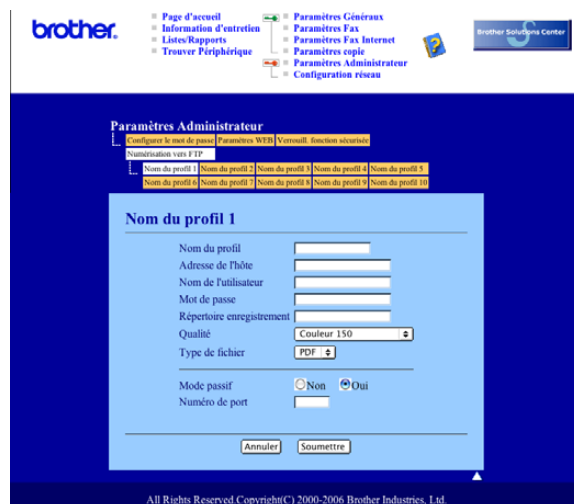 brother.
Page d'accueil
Information d'entretien
Listes/Rapports
Trouver Périphérique
Paramètres Généraux
Paramètres Fax
Paramètres Fax Internet
Paramètres copie
Paramètres Administrateur
Configuration réseau
Brother Solutions Center
Paramètres Administrateur
Configurer le mot de passe Paramètres WEB Verrouill. fonction sécurisée
Numérisation vers FTP
Nom du profil 1 Nom du profil 2 Nom du profil 3 Nom du profil 4 Nom du profil 5
Nom du profil 6 Nom du profil 7 Nom du profil 8 Nom du profil 9 Nom du profil 10
Nom du profil 1
Nom du profil
Adresse de l'hôte
Nom de l'utilisateur
Mot de passe
Répertoire enregistrement
Qualité Couleur 150
Type de fichier PDF
Mode passif Non Oui
Numéro de port
Annuler Soumettre
All Rights Reserved.Copyright(C) 2000-2006 Brother Industries, Ltd.